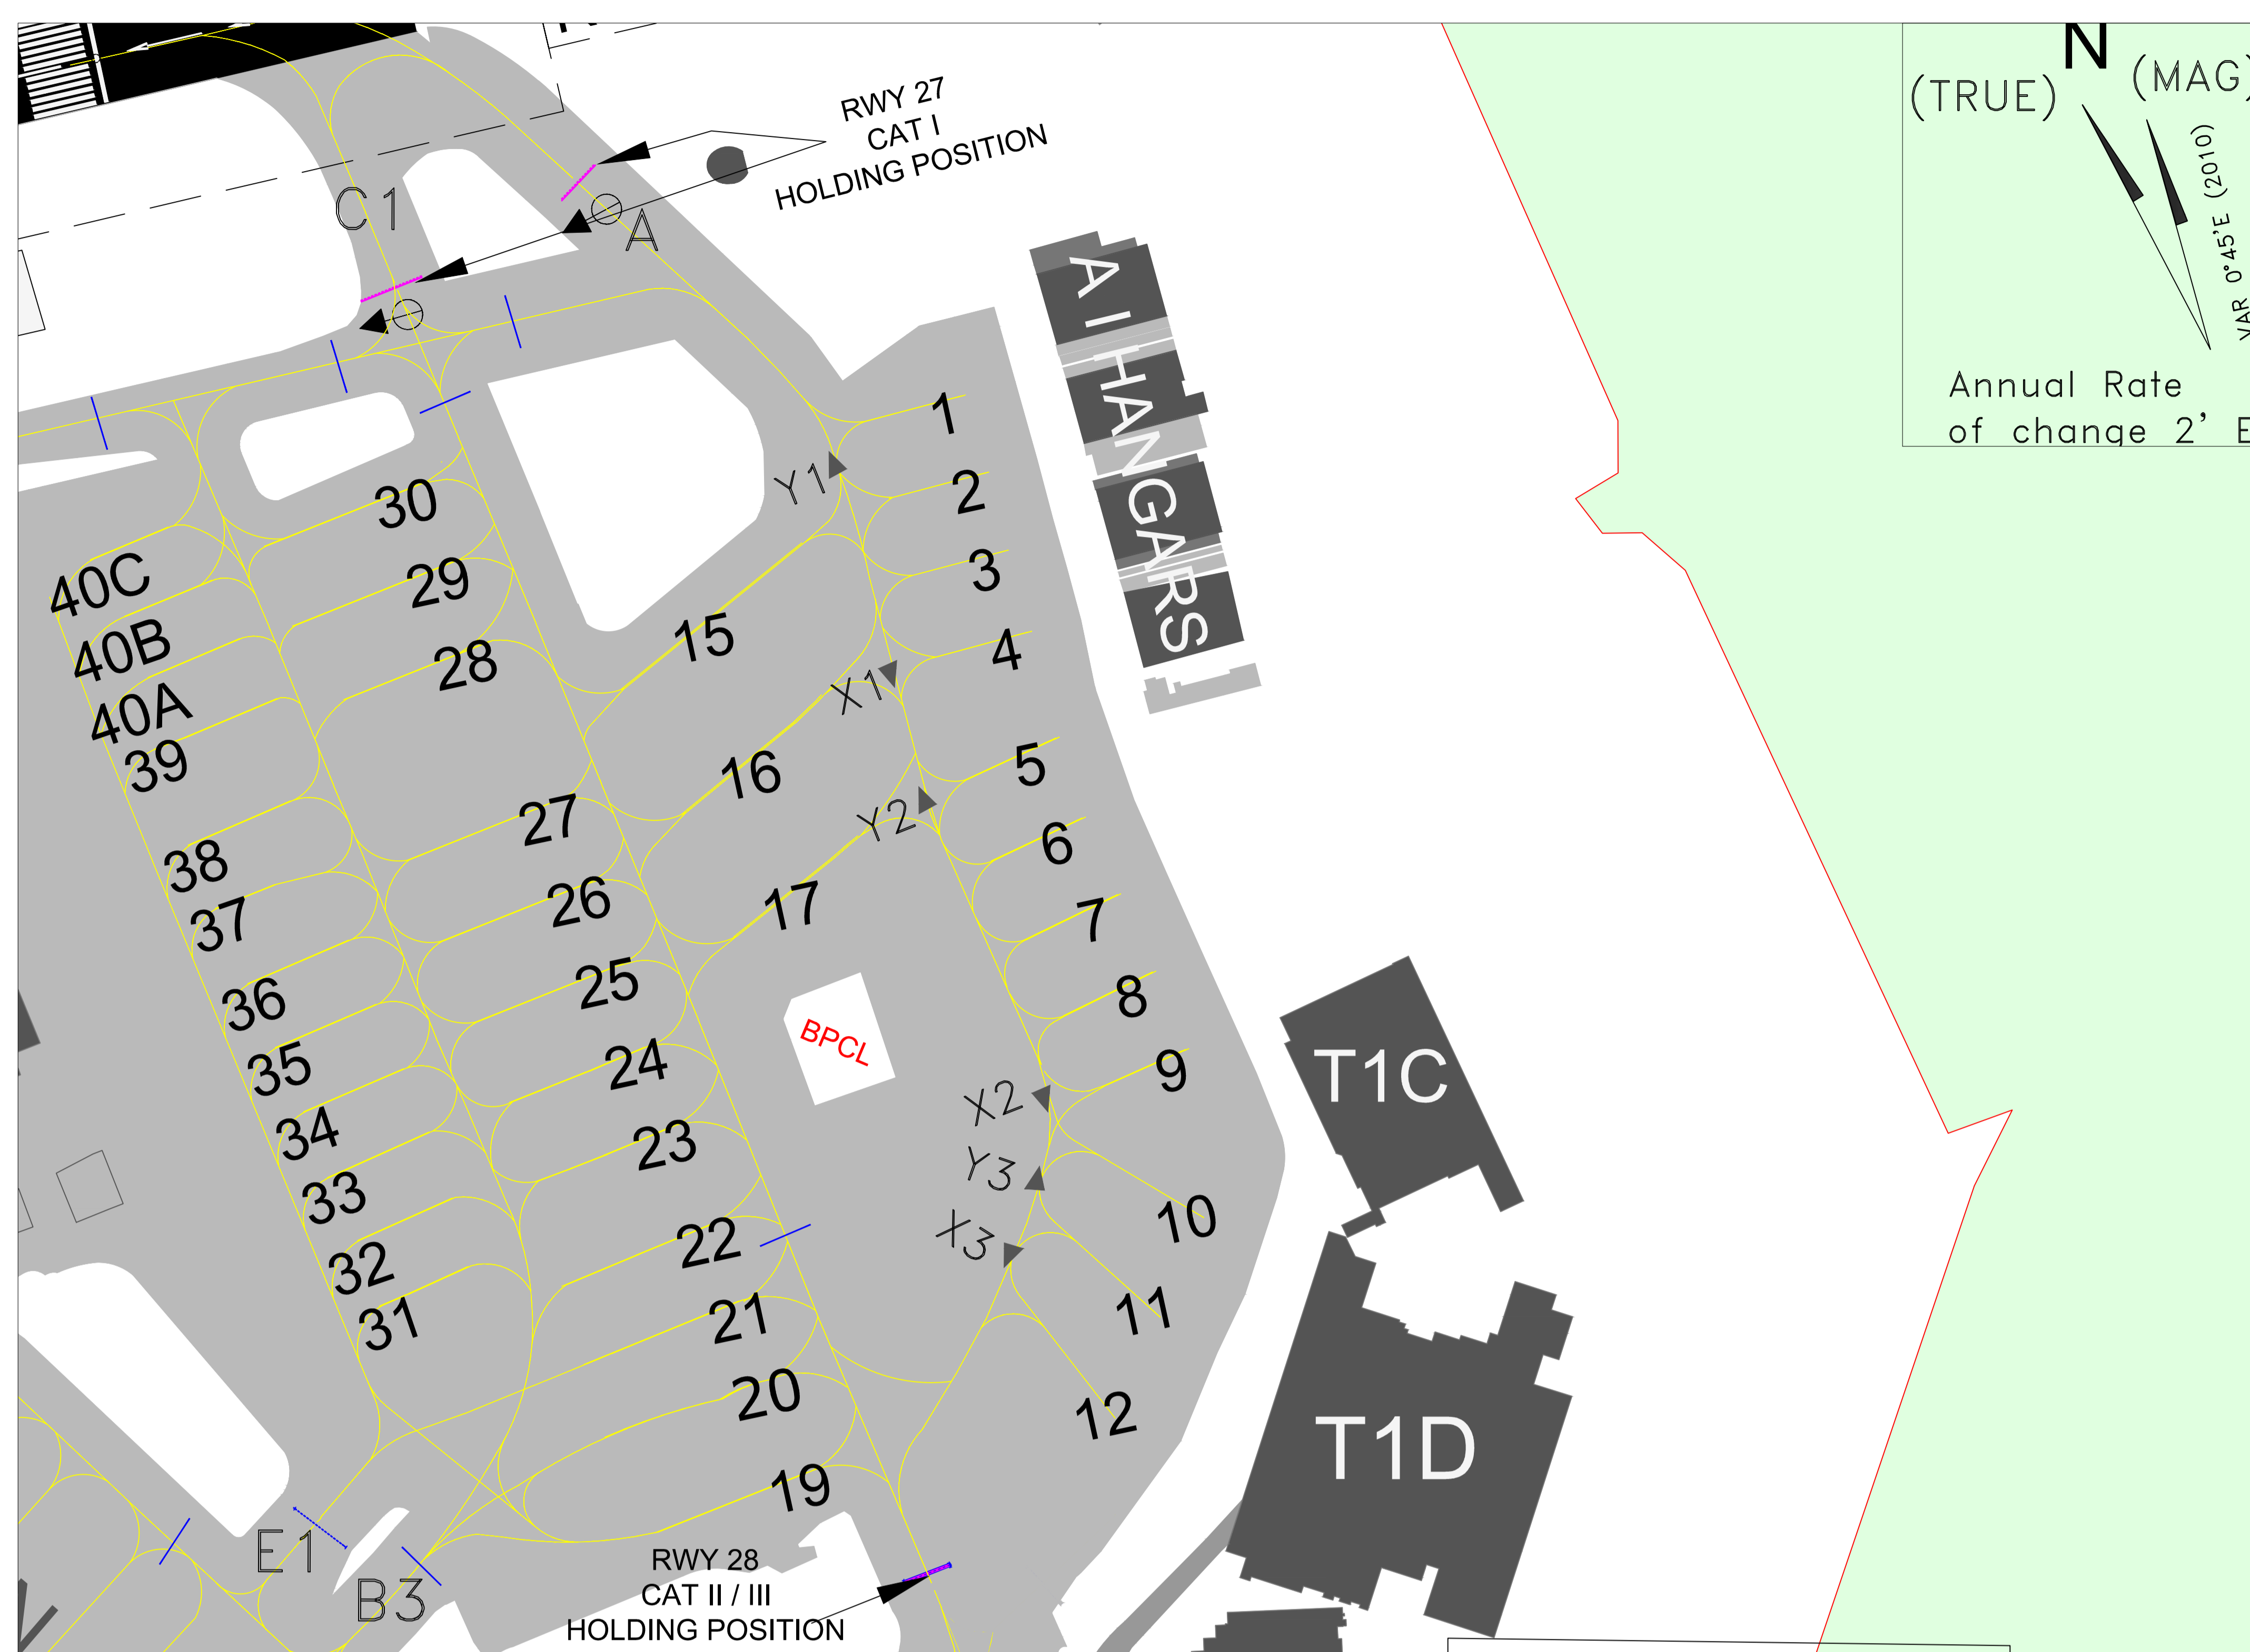 RWY 27
CAT I
HOLDING POSITION
N
(TRUE)
(MAG)
VAR 0°45'E (2010)
Annual Rate
of change 2' E
C1
A
AI HANGARS
1
2
3
4
5
6
7
8
9
10
11
12
Y1
X1
Y2
X2
Y3
X3
15
16
17
BPCL
30
29
28
27
26
25
24
23
22
21
20
19
40C
40B
40A
39
38
37
36
35
34
33
32
31
T1C
T1D
E1
B3
RWY 28
CAT II / III
HOLDING POSITION